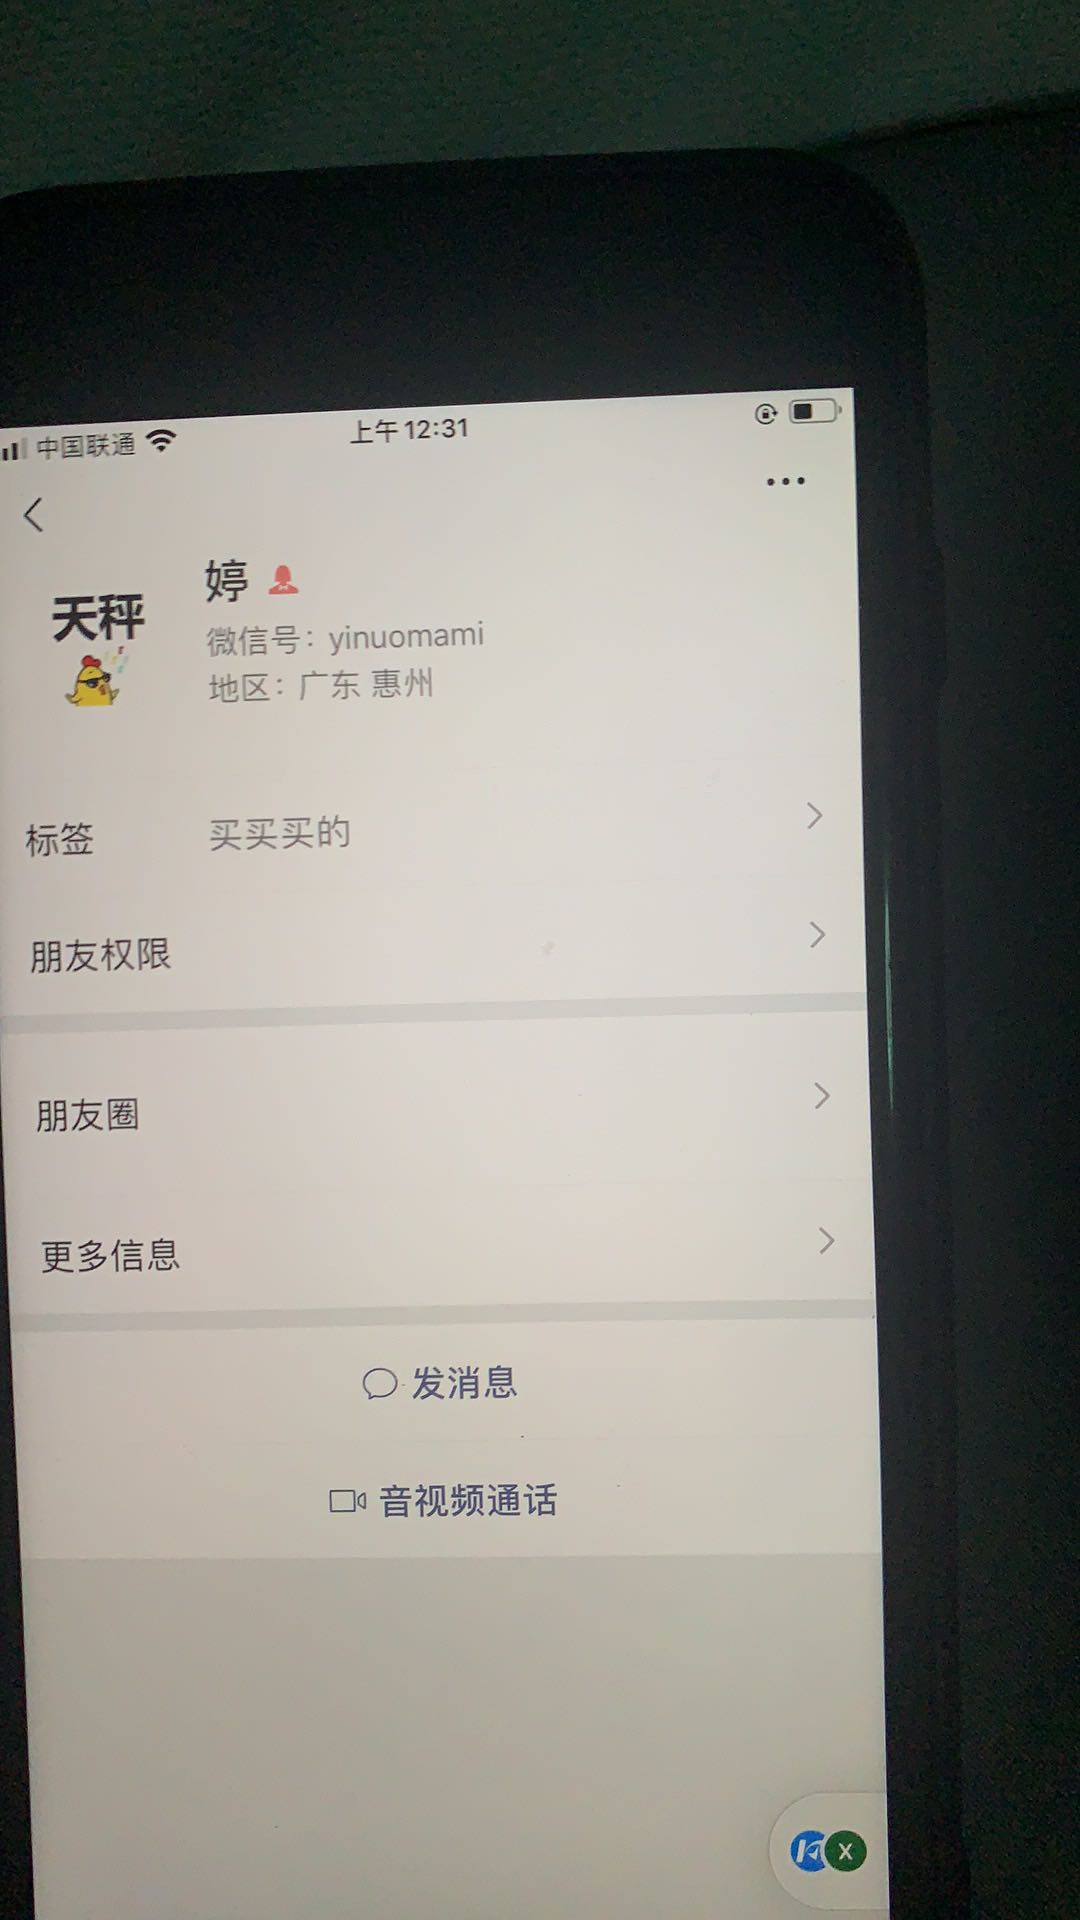 中国联通
上午12:31
婷
天秤
微信号：yinuomami
地区：广东 惠州
标签 买买买的
朋友权限
朋友圈
更多信息
发消息
音视频通话
X